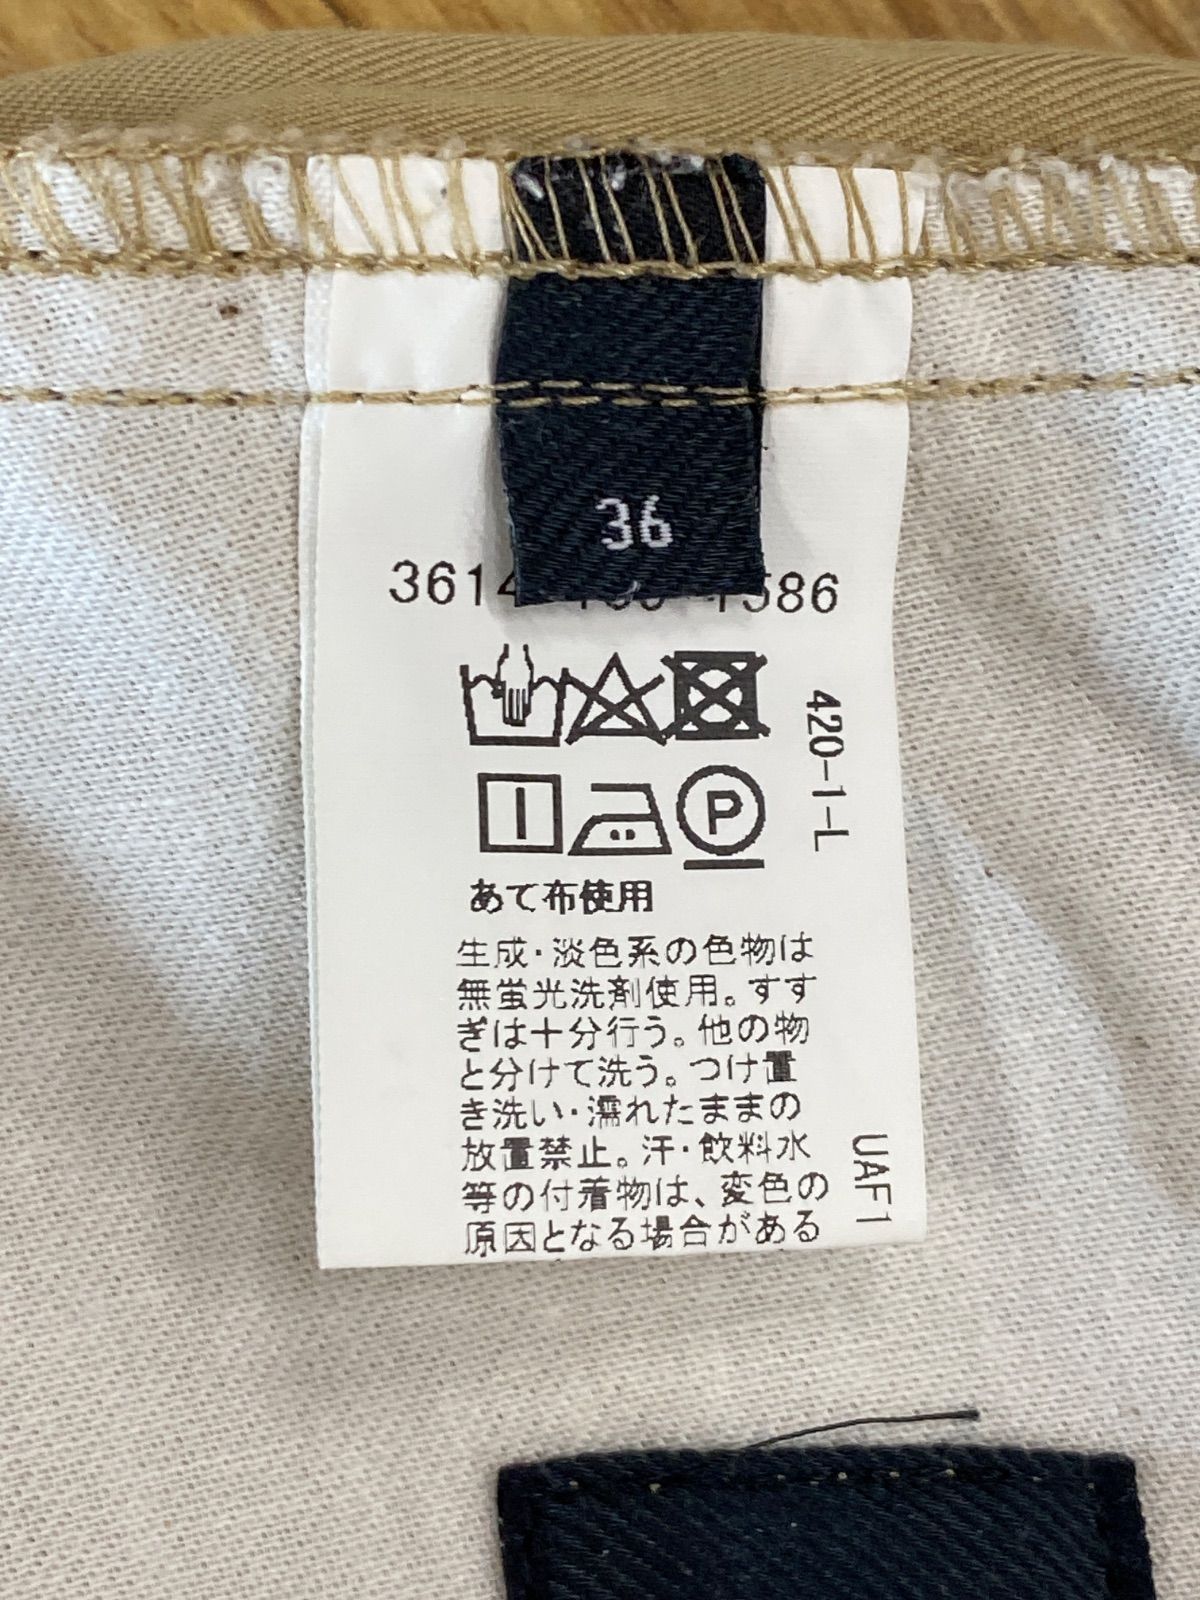 36
586
420-1-L
P
あて布使用
生成・淡色系の色物は
無蛍光洗剤使用。すす
ぎは十分行う。他の物
と分けて洗う。つけ置
き洗い・濡れたままの
放置禁止。汗・飲料水
等の付着物は、変色の
原因となる場合がある
UAF1